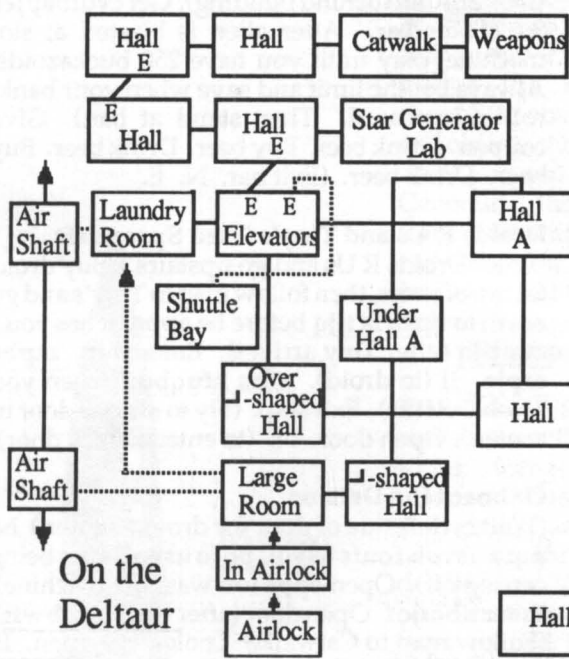 Hall
E
Hall
Catwalk
Weapons
E
Hall
Hall
E
Star Generator
Lab
Air
Shaft
Laundry
Room
E E
Elevators
Hall
A
Shuttle
Bay
Under
Hall A
Over
-shaped
Hall
Hall
Air
Shaft
Large
Room
-shaped
Hall
On the
Deltaur
In Airlock
Airlock
Hall